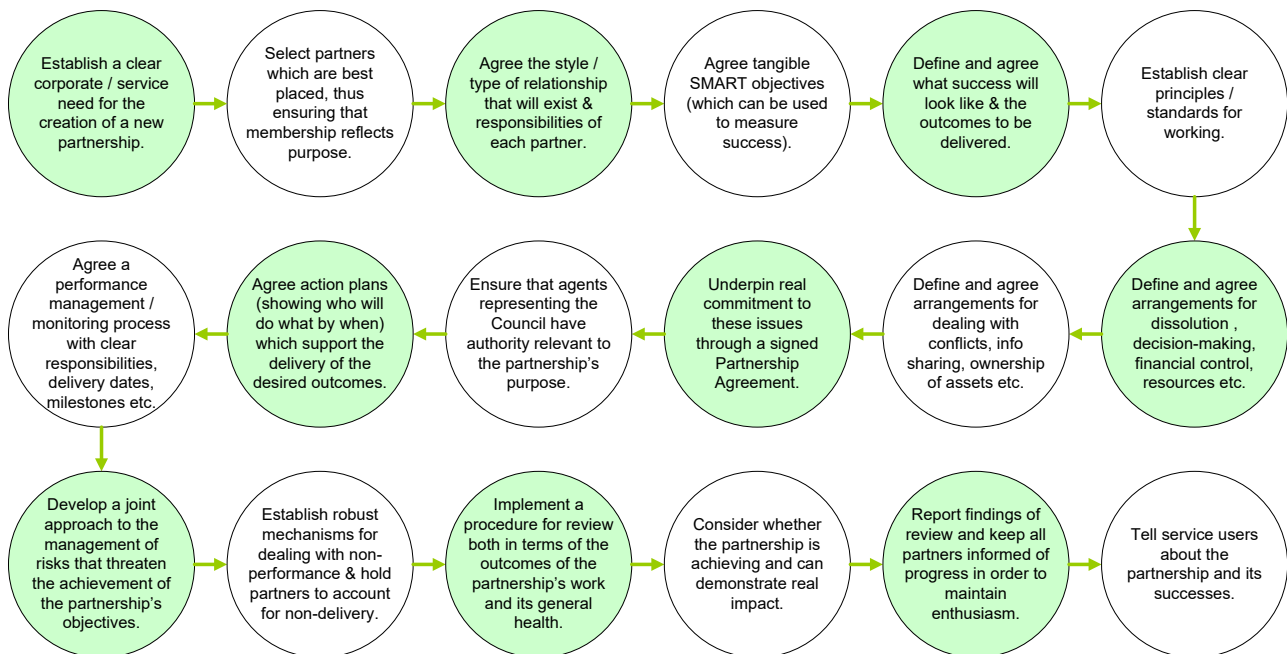 Establish a clear
corporate / service
need for the
creation of a new
partnership.
Select partners
which are best
placed, thus
ensuring that
membership reflects
purpose.
Agree the style /
type of relationship
that will exist &
responsibilities of
each partner.
Agree tangible
SMART objectives
(which can be used
to measure
success).
Define and agree
what success will
look like & the
outcomes to be
delivered.
Establish clear
principles /
standards for
working.
Define and agree
arrangements for
dissolution ,
decision-making,
financial control,
resources etc.
Define and agree
arrangements for
dealing with
conflicts, info
sharing, ownership
of assets etc.
Underpin real
commitment to
these issues
through a signed
Partnership
Agreement.
Ensure that agents
representing the
Council have
authority relevant to
the partnership's
purpose.
Agree action plans
(showing who will
do what by when)
which support the
delivery of the
desired outcomes.
Agree a
performance
management /
monitoring process
with clear
responsibilities,
delivery dates,
milestones etc.
Develop a joint
approach to the
management of
risks that threaten
the achievement of
the partnership's
objectives.
Establish robust
mechanisms for
dealing with non-
performance & hold
partners to account
for non-delivery.
Implement a
procedure for review
both in terms of the
outcomes of the
partnership's work
and its general
health.
Consider whether
the partnership is
achieving and can
demonstrate real
impact.
Report findings of
review and keep all
partners informed of
progress in order to
maintain
enthusiasm.
Tell service users
about the
partnership and its
successes.